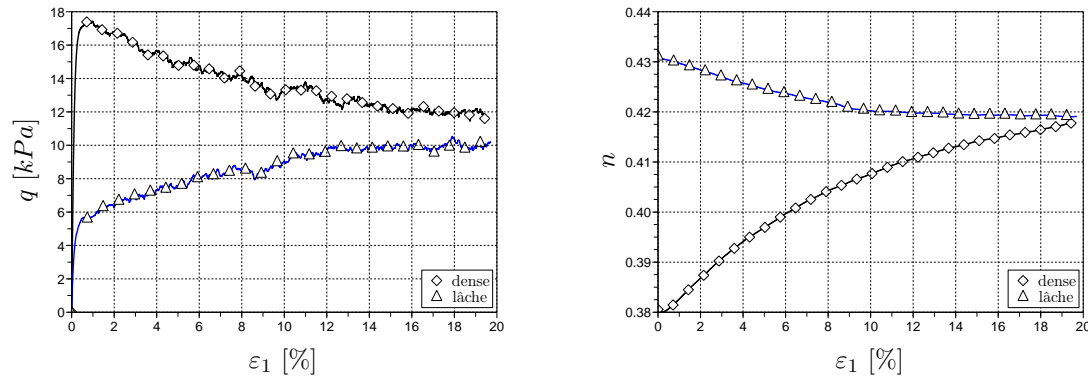 18
16
14
12
10
8
6
4
2
0
0 2 4 6 8 10 12 14 16 18 20
q [kPa]
ε₁ [%]
dense
lâche
0.44
0.43
0.42
0.41
0.40
0.39
0.38
0 2 4 6 8 10 12 14 16 18 20
n
ε₁ [%]
dense
lâche